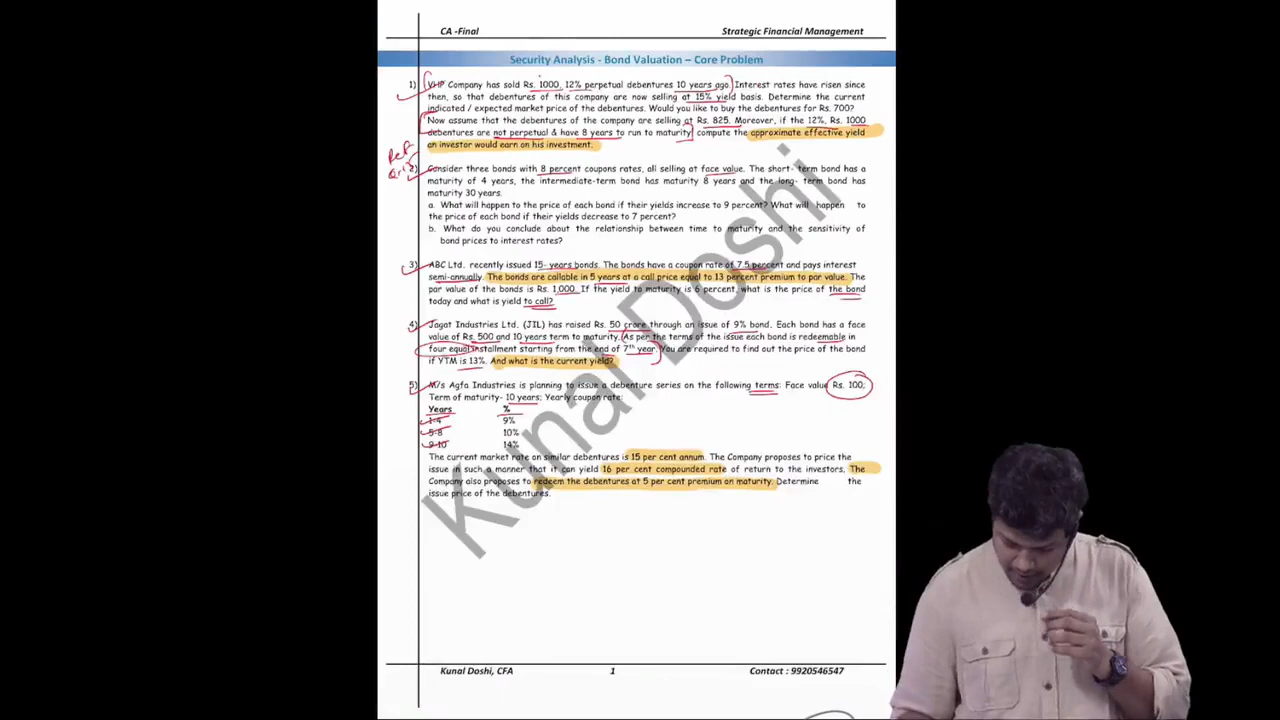 CA -Final Strategic Financial Management
Security Analysis - Bond Valuation – Core Problem
1) VHP Company has sold Rs. 1000, 12% perpetual debentures 10 years ago. Interest rates have risen since
then, so that debentures of this company are now selling at 15% yield basis. Determine the current
indicated / expected market price of the debentures. Would you like to buy the debentures for Rs. 700?
Now assume that the debentures of the company are selling at Rs. 825. Moreover, if the 12%, Rs. 1000
debentures are not perpetual & have 8 years to run to maturity compute the approximate effective yield
an investor would earn on his investment.
2) Consider three bonds with 8 percent coupons rates, all selling at face value. The short- term bond has a
maturity of 4 years, the intermediate-term bond has maturity 8 years and the long- term bond has
maturity 30 years.
a. What will happen to the price of each bond if their yields increase to 9 percent? What will happen to
the price of each bond if their yields decrease to 7 percent?
b. What do you conclude about the relationship between time to maturity and the sensitivity of
bond prices to interest rates?
3) ABC Ltd. recently issued 15- years bonds. The bonds have a coupon rate of 7.5 percent and pays interest
semi-annually. The bonds are callable in 5 years at a call price equal to 13 percent premium to par value. The
par value of the bonds is Rs. 1,000. If the yield to maturity is 6 percent, what is the price of the bond
today and what is yield to call?
4) Jagat Industries Ltd. (JIL) has raised Rs. 50 crore through an issue of 9% bond. Each bond has a face
value of Rs. 500 and 10 years term to maturity. As per the terms of the issue each bond is redeemable in
four equal installment starting from the end of 7th year. You are required to find out the price of the bond
if YTM is 13%. And what is the current yield?
5) M/s Agfa Industries is planning to issue a debenture series on the following terms: Face value Rs. 100;
Term of maturity- 10 years; Yearly coupon rate:
Years %
1-4 9%
5-8 10%
9-10 14%
The current market rate on similar debentures is 15 per cent annum. The Company proposes to price the
issue in such a manner that it can yield 16 per cent compounded rate of return to the investors. The
Company also proposes to redeem the debentures at 5 per cent premium on maturity. Determine the
issue price of the debentures.
Kunal Doshi
Kunal Doshi, CFA 1 Contact : 9920546547